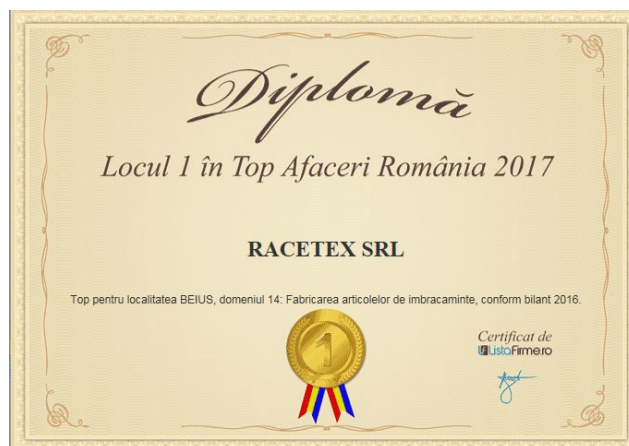 Diplomă
Locul 1 în Top Afaceri România 2017
RACETEX SRL
Top pentru localitatea BEIUS, domeniul 14: Fabricarea articolelor de imbracaminte, conform bilant 2016.
1
Certificat de
ListaFirme.ro